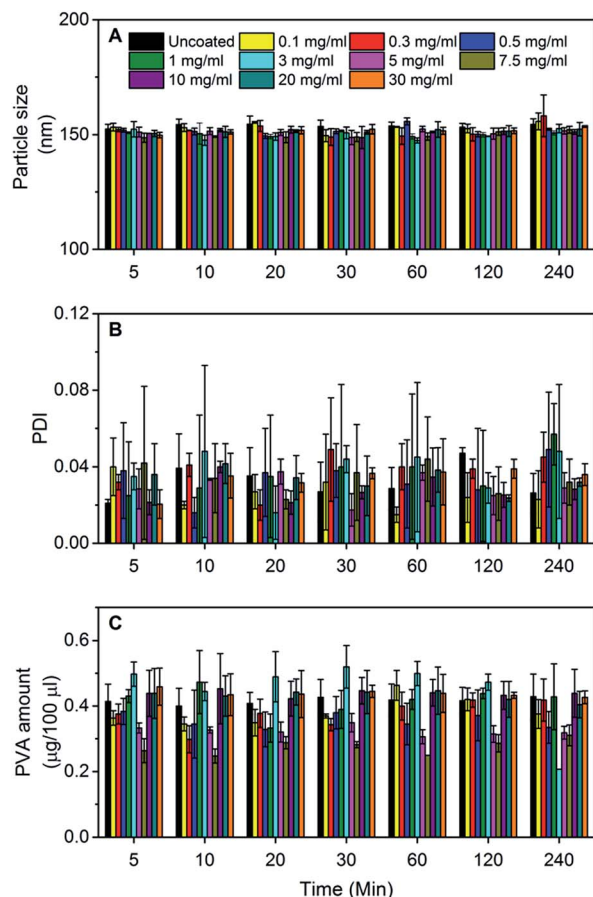 A
Uncoated 0.1 mg/ml 0.3 mg/ml 0.5 mg/ml
1 mg/ml 3 mg/ml 5 mg/ml 7.5 mg/ml
10 mg/ml 20 mg/ml 30 mg/ml
Particle size
(nm)
200
150
100
5 10 20 30 60 120 240
B
PDI
0.12
0.08
0.04
0.00
5 10 20 30 60 120 240
C
PVA amount
(µg/100 µl)
0.6
0.4
0.2
0.0
5 10 20 30 60 120 240
Time (Min)